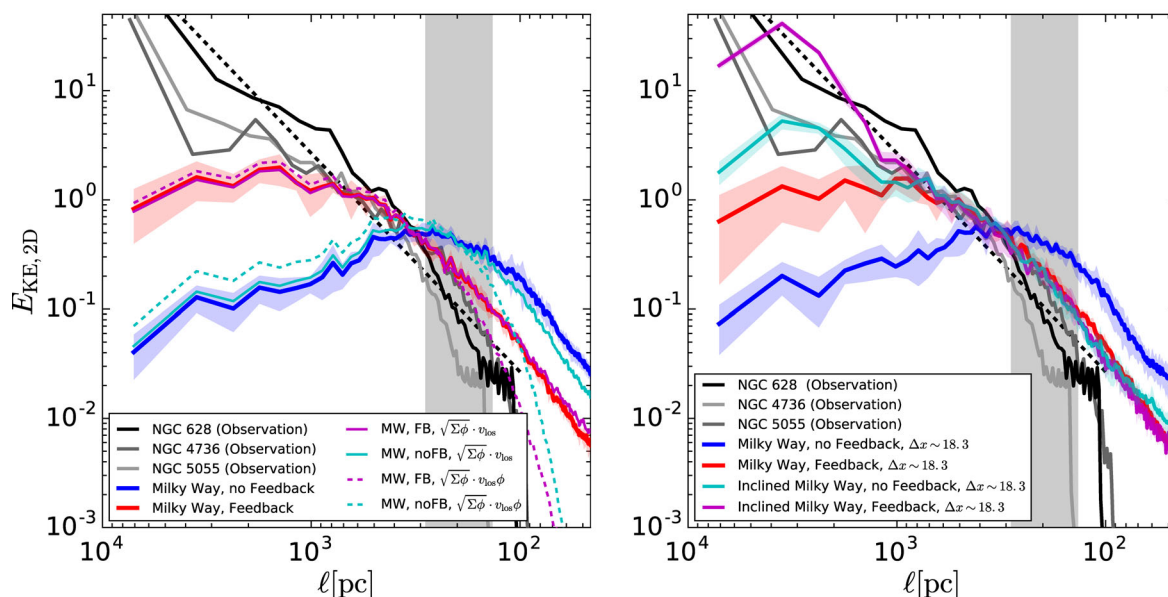 10^1
10^0
10^-1
10^-2
10^-3
E_KE, 2D
10^4
10^3
10^2
ℓ[pc]
NGC 628 (Observation)
NGC 4736 (Observation)
NGC 5055 (Observation)
Milky Way, no Feedback
Milky Way, Feedback
MW, FB, √Σϕ · v_los
MW, noFB, √Σϕ · v_los
MW, FB, √Σϕ · v_losϕ
MW, noFB, √Σϕ · v_losϕ
10^1
10^0
10^-1
10^-2
10^-3
10^4
10^3
10^2
ℓ[pc]
NGC 628 (Observation)
NGC 4736 (Observation)
NGC 5055 (Observation)
Milky Way, no Feedback, Δx ∼ 18.3
Milky Way, Feedback, Δx ∼ 18.3
Inclined Milky Way, no Feedback, Δx ∼ 18.3
Inclined Milky Way, Feedback, Δx ∼ 18.3